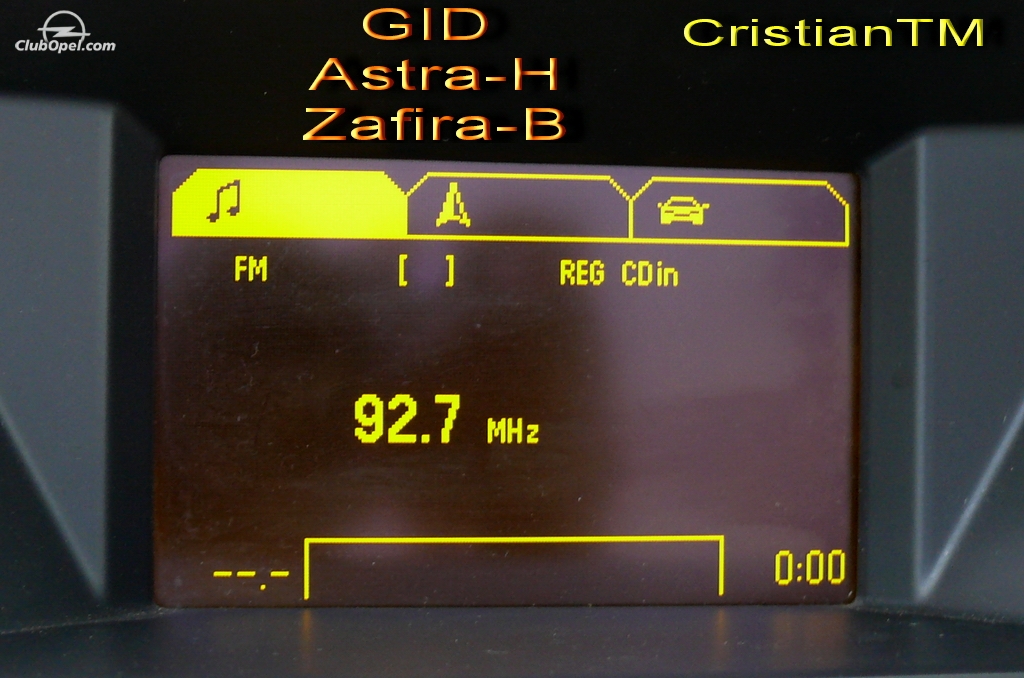 ClubOpel.com
GID
Astra-H
Zafira-B
CristianTM
FM [ ] REG CDin
92.7 MHz
--.- 0:00